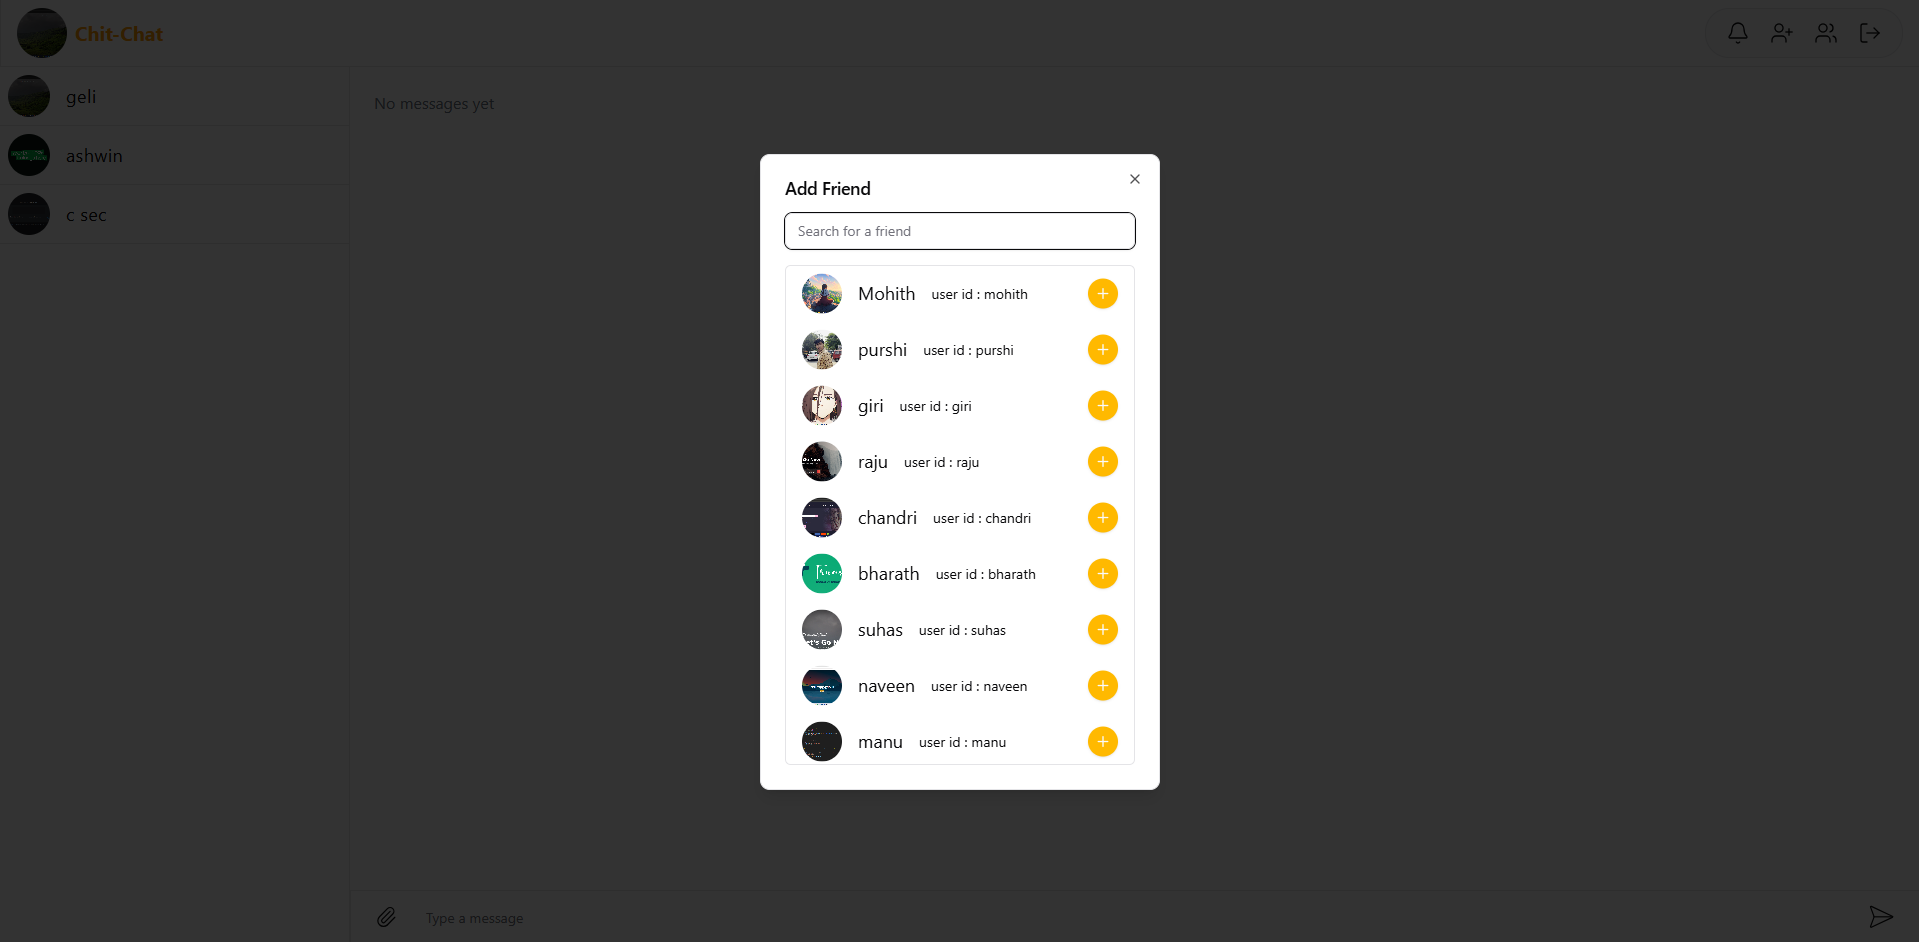 Chit-Chat
geli
ashwin
c sec
No messages yet
Add Friend
Search for a friend
Mohith user id : mohith
purshi user id : purshi
giri user id : giri
raju user id : raju
chandri user id : chandri
bharath user id : bharath
suhas user id : suhas
naveen user id : naveen
manu user id : manu
Type a message